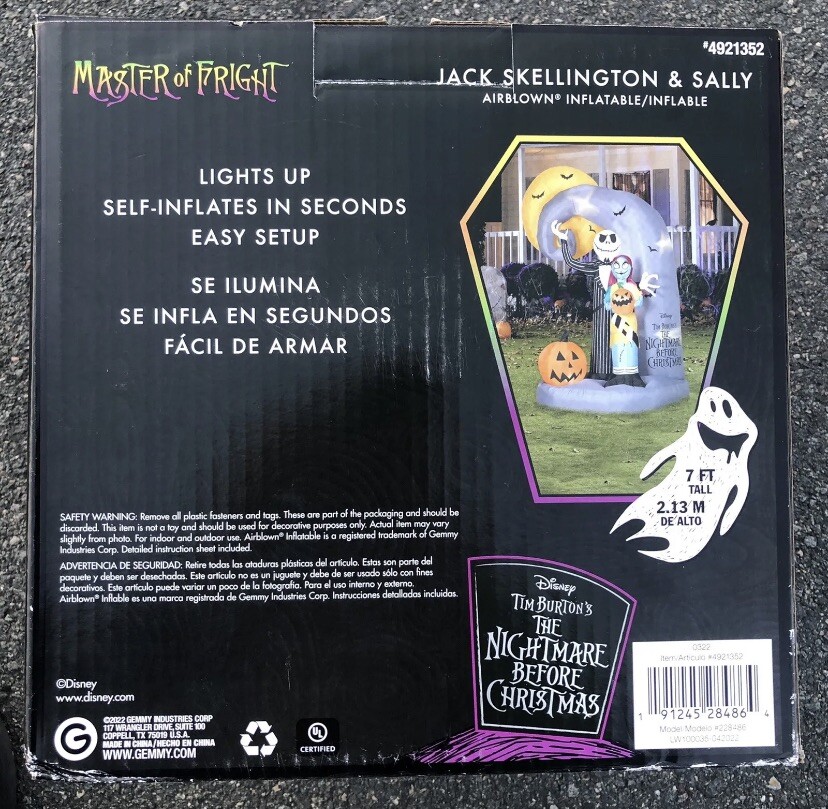 #4921352
MASTER of FRIGHT
JACK SKELLINGTON & SALLY
AIRBLOWN® INFLATABLE/INFLABLE
LIGHTS UP
SELF-INFLATES IN SECONDS
EASY SETUP
SE ILUMINA
SE INFLA EN SEGUNDOS
FÁCIL DE ARMAR
Disney
TIM BURTON'S
THE
NIGHTMARE
BEFORE
CHRISTMAS
7 FT
TALL
2.13 M
DE ALTO
SAFETY WARNING: Remove all plastic fasteners and tags. These are part of the packaging and should be
discarded. This item is not a toy and should be used for decorative purposes only. Actual item may vary
slightly from photo. For indoor and outdoor use. Airblown® Inflatable is a registered trademark of Gemmy
Industries Corp. Detailed instruction sheet included.
ADVERTENCIA DE SEGURIDAD: Retire todas las ataduras plásticas del artículo. Estas son parte del
paquete y deben ser desechadas. Este artículo no es un juguete y debe de ser usado sólo con fines
decorativos. Este artículo puede variar un poco de la fotografía. Para el uso interno y externo.
Airblown® Inflable es una marca registrada de Gemmy Industries Corp. Instrucciones detalladas incluidas.
Disney
TIM BURTON'S
THE
NIGHTMARE
BEFORE
CHRISTMAS
©Disney
www.disney.com
G
©2022 GEMMY INDUSTRIES CORP
117 WRANGLER DRIVE, SUITE 100
COPPELL, TX 75019 U.S.A.
MADE IN CHINA/HECHO EN CHINA
WWW.GEMMY.COM
UL
CERTIFIED
0322
Item/Artículo #4921352
1 91245 28486 4
Model/Modelo #228486
LW100035-042322